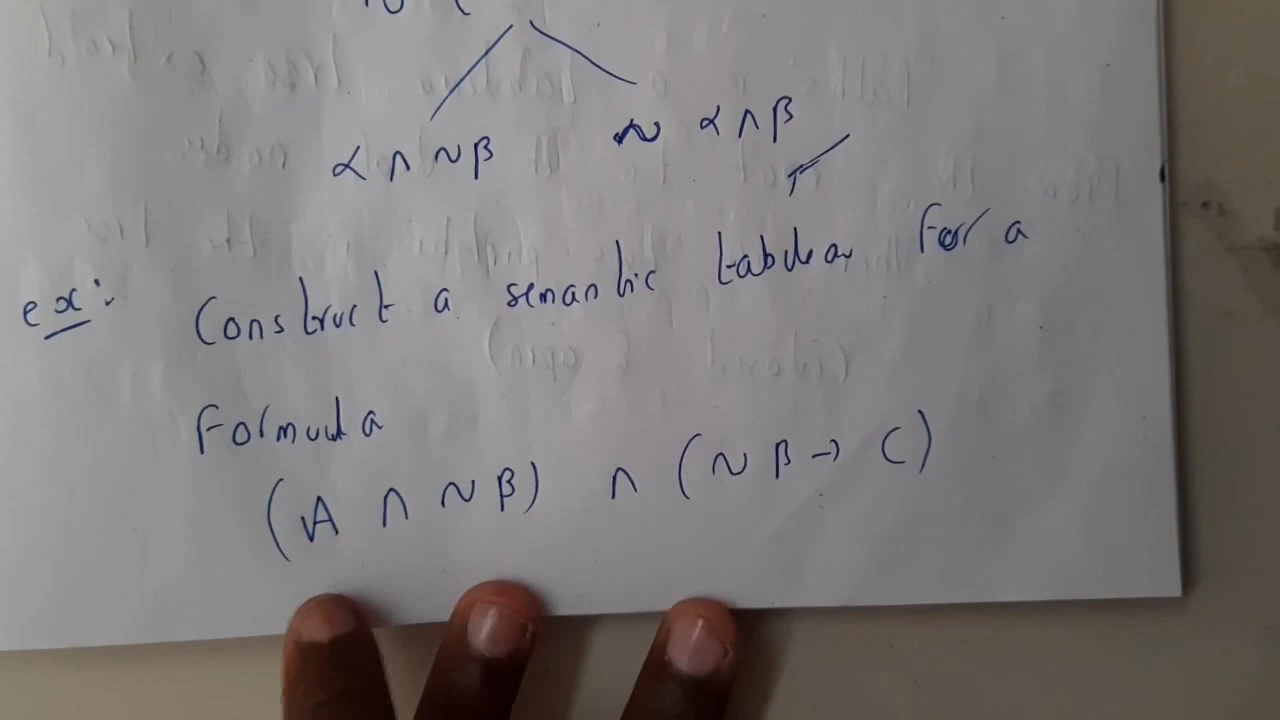 α ∧ ~β ~ α ∧ β
ex: Construct a semantic tableau for a
Formula
(A ∧ ~ β) ∧ (~ β → C)